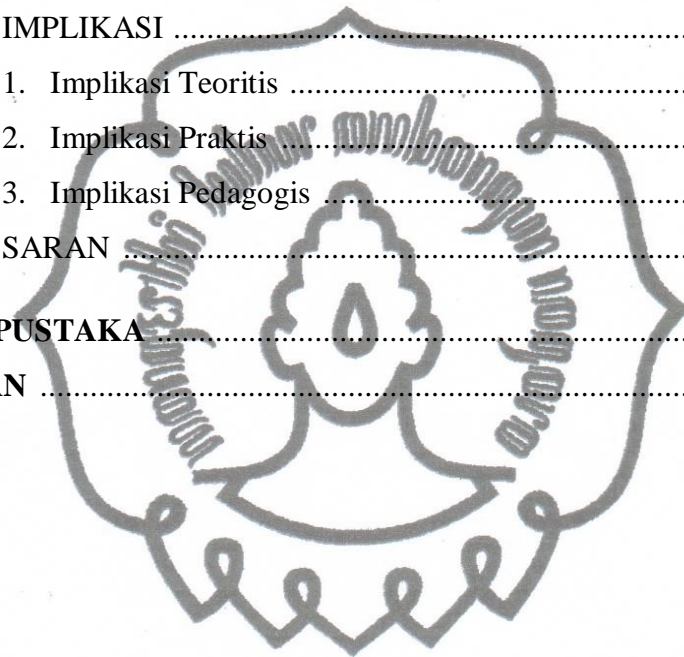 IMPLIKASI ................................................................
1. Implikasi Teoritis ................................................
2. Implikasi Praktis .................................................
3. Implikasi Pedagogis ............................................
SARAN ......................................................................
PUSTAKA ..................................................................
N ................................................................................